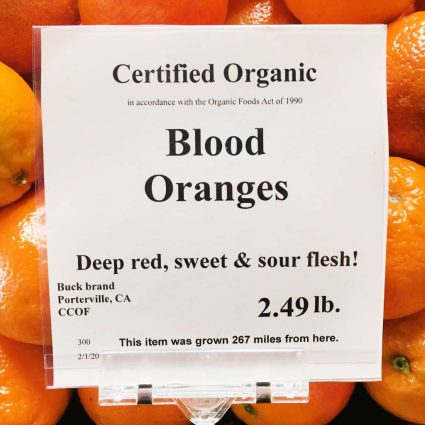 Certified Organic
in accordance with the Organic Foods Act of 1990
Blood
Oranges
Deep red, sweet & sour flesh!
Buck brand
Porterville, CA
CCOF
2.49 lb.
300
This item was grown 267 miles from here.
2/1/20